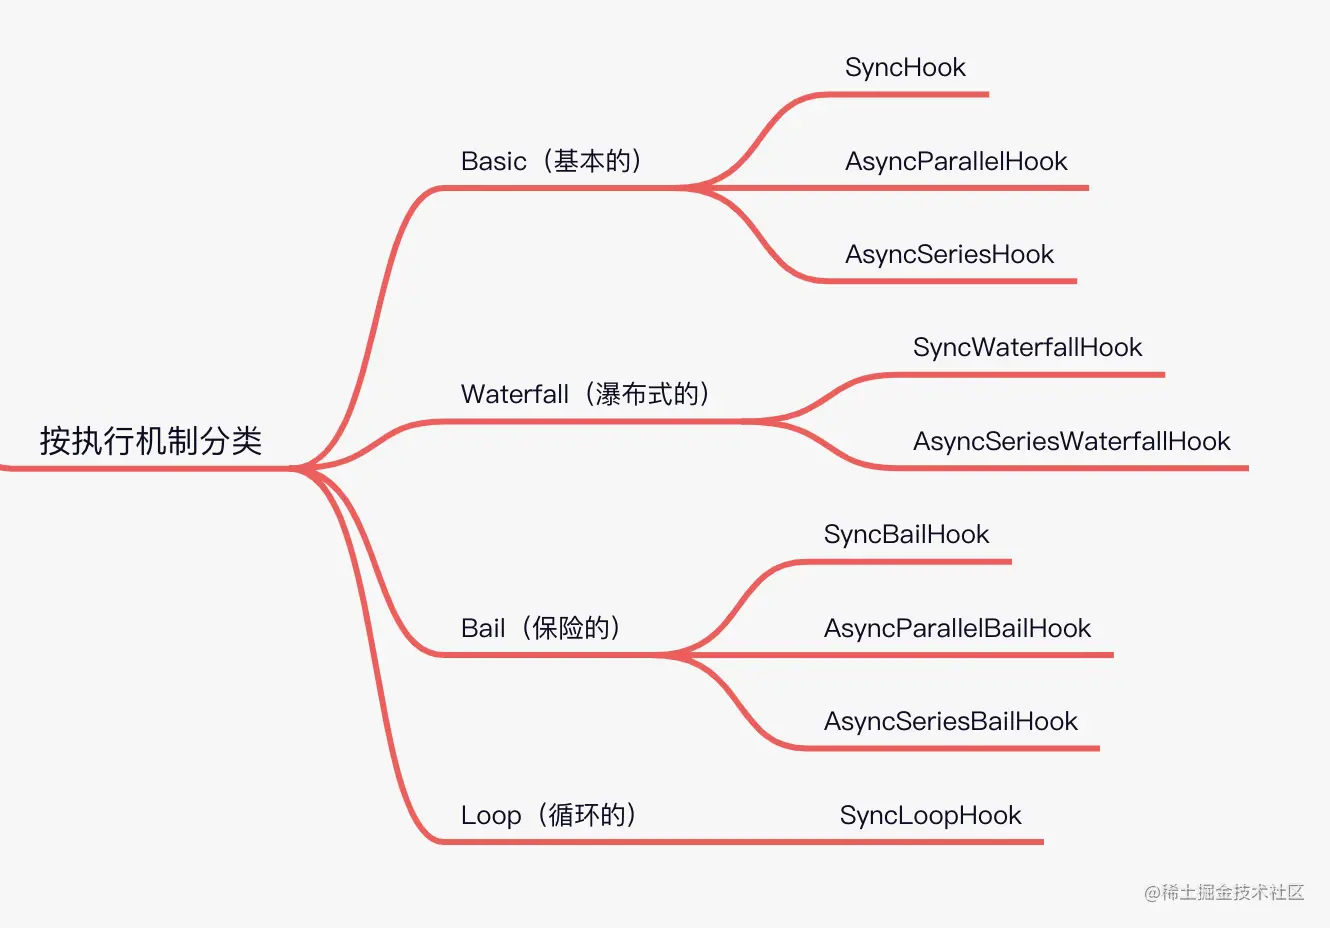 按执行机制分类
Basic（基本的）
SyncHook
AsyncParallelHook
AsyncSeriesHook
Waterfall（瀑布式的）
SyncWaterfallHook
AsyncSeriesWaterfallHook
Bail（保险的）
SyncBailHook
AsyncParallelBailHook
AsyncSeriesBailHook
Loop（循环的）
SyncLoopHook
@稀土掘金技术社区